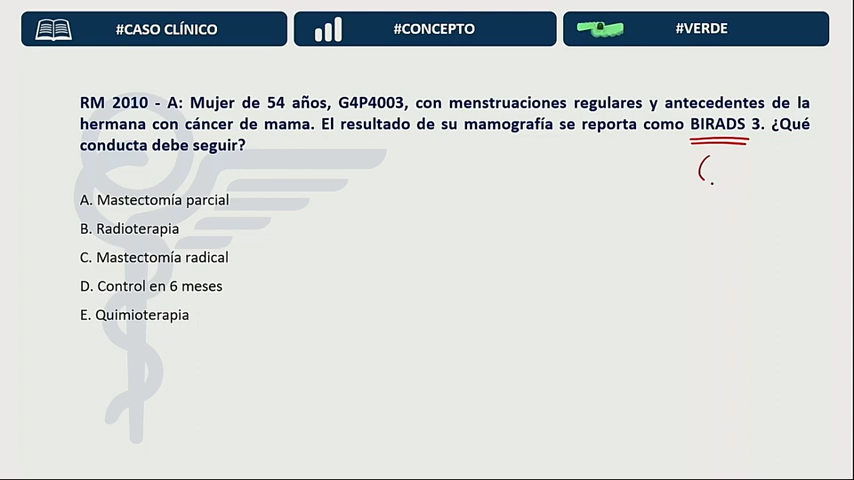 #CASO CLÍNICO
#CONCEPTO
#VERDE
RM 2010 - A: Mujer de 54 años, G4P4003, con menstruaciones regulares y antecedentes de la
hermana con cáncer de mama. El resultado de su mamografía se reporta como BIRADS 3. ¿Qué
conducta debe seguir?
A. Mastectomía parcial
B. Radioterapia
C. Mastectomía radical
D. Control en 6 meses
E. Quimioterapia